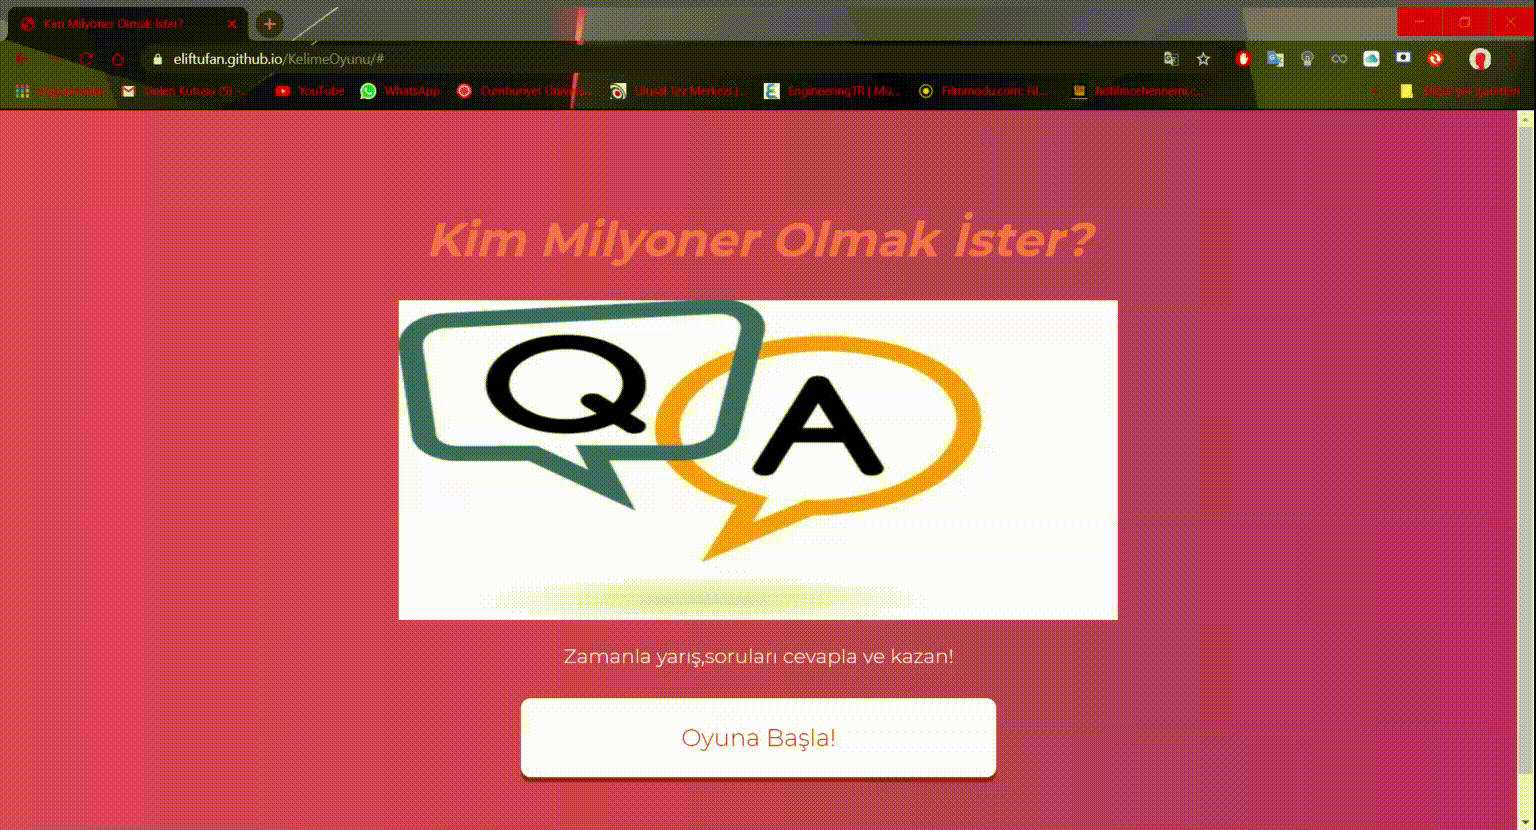 Kim Milyoner Olmak İster?
eliftufan.github.io/KelimeOyunu/#
Uygulamalar Gelen Kutusu (5) -... YouTube WhatsApp Cumhuriyet Üniver... Ulusal Tez Merkezi |... EngineeringTR | Mü... Filmmodu.com: Fil... hdfilmcehennemi.c... Diğer yer işaretleri
Kim Milyoner Olmak İster?
Q A
Zamanla yarış,soruları cevapla ve kazan!
Oyuna Başla!